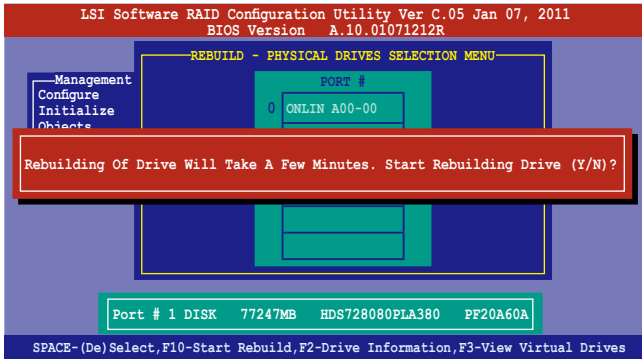 LSI Software RAID Configuration Utility Ver C.05 Jan 07, 2011
BIOS Version A.10.01071212R
REBUILD - PHYSICAL DRIVES SELECTION MENU
Management
Configure
Initialize
Objects
PORT #
0 ONLIN A00-00
Rebuilding Of Drive Will Take A Few Minutes. Start Rebuilding Drive (Y/N)?
Port # 1 DISK 77247MB HDS728080PLA380 PF20A60A
SPACE-(De)Select,F10-Start Rebuild,F2-Drive Information,F3-View Virtual Drives